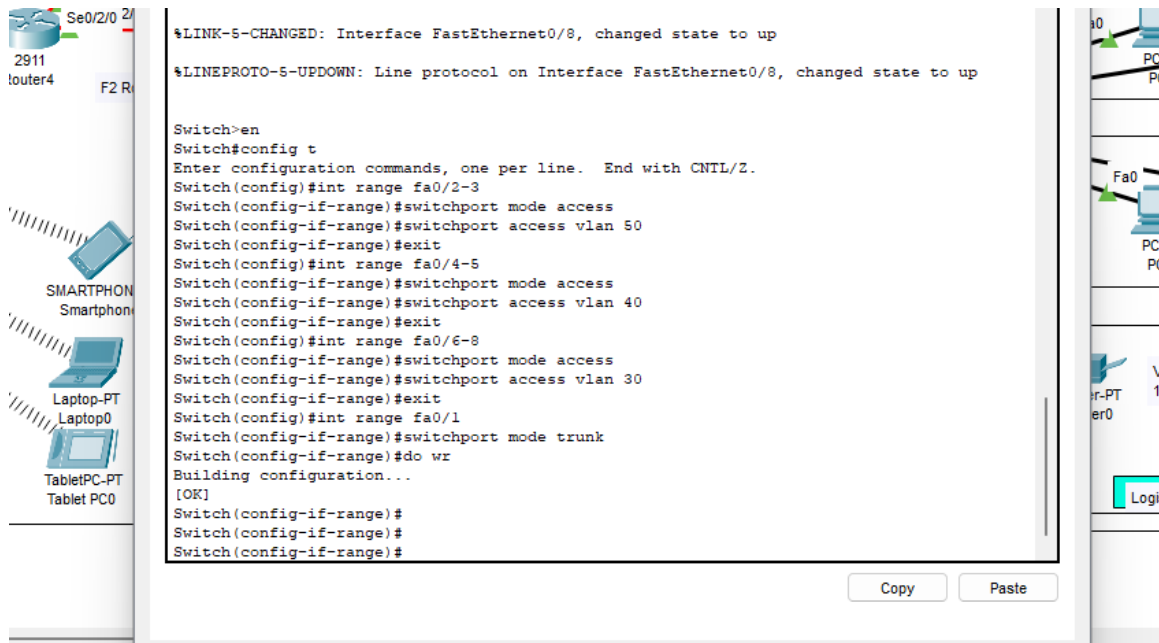 Se0/2/0
2911
F2
%LINK-5-CHANGED: Interface FastEthernet0/8, changed state to up
%LINEPROTO-5-UPDOWN: Line protocol on Interface FastEthernet0/8, changed state to up
Switch>en
Switch#config t
Enter configuration commands, one per line.  End with CNTL/Z.
Switch(config)#int range fa0/2-3
Switch(config-if-range)#switchport mode access
Switch(config-if-range)#switchport access vlan 50
Switch(config-if-range)#exit
Switch(config)#int range fa0/4-5
Switch(config-if-range)#switchport mode access
Switch(config-if-range)#switchport access vlan 40
Switch(config-if-range)#exit
Switch(config)#int range fa0/6-8
Switch(config-if-range)#switchport mode access
Switch(config-if-range)#switchport access vlan 30
Switch(config-if-range)#exit
Switch(config)#int range fa0/1
Switch(config-if-range)#switchport mode trunk
Switch(config-if-range)#do wr
Building configuration...
[OK]
Switch(config-if-range)#
Switch(config-if-range)#
Switch(config-if-range)#
Copy
Paste
SMARTPHON
Smartphon
Laptop-PT
Laptop0
TabletPC-PT
Tablet PC0
Fa0
PC
r-PT
er0
Logi